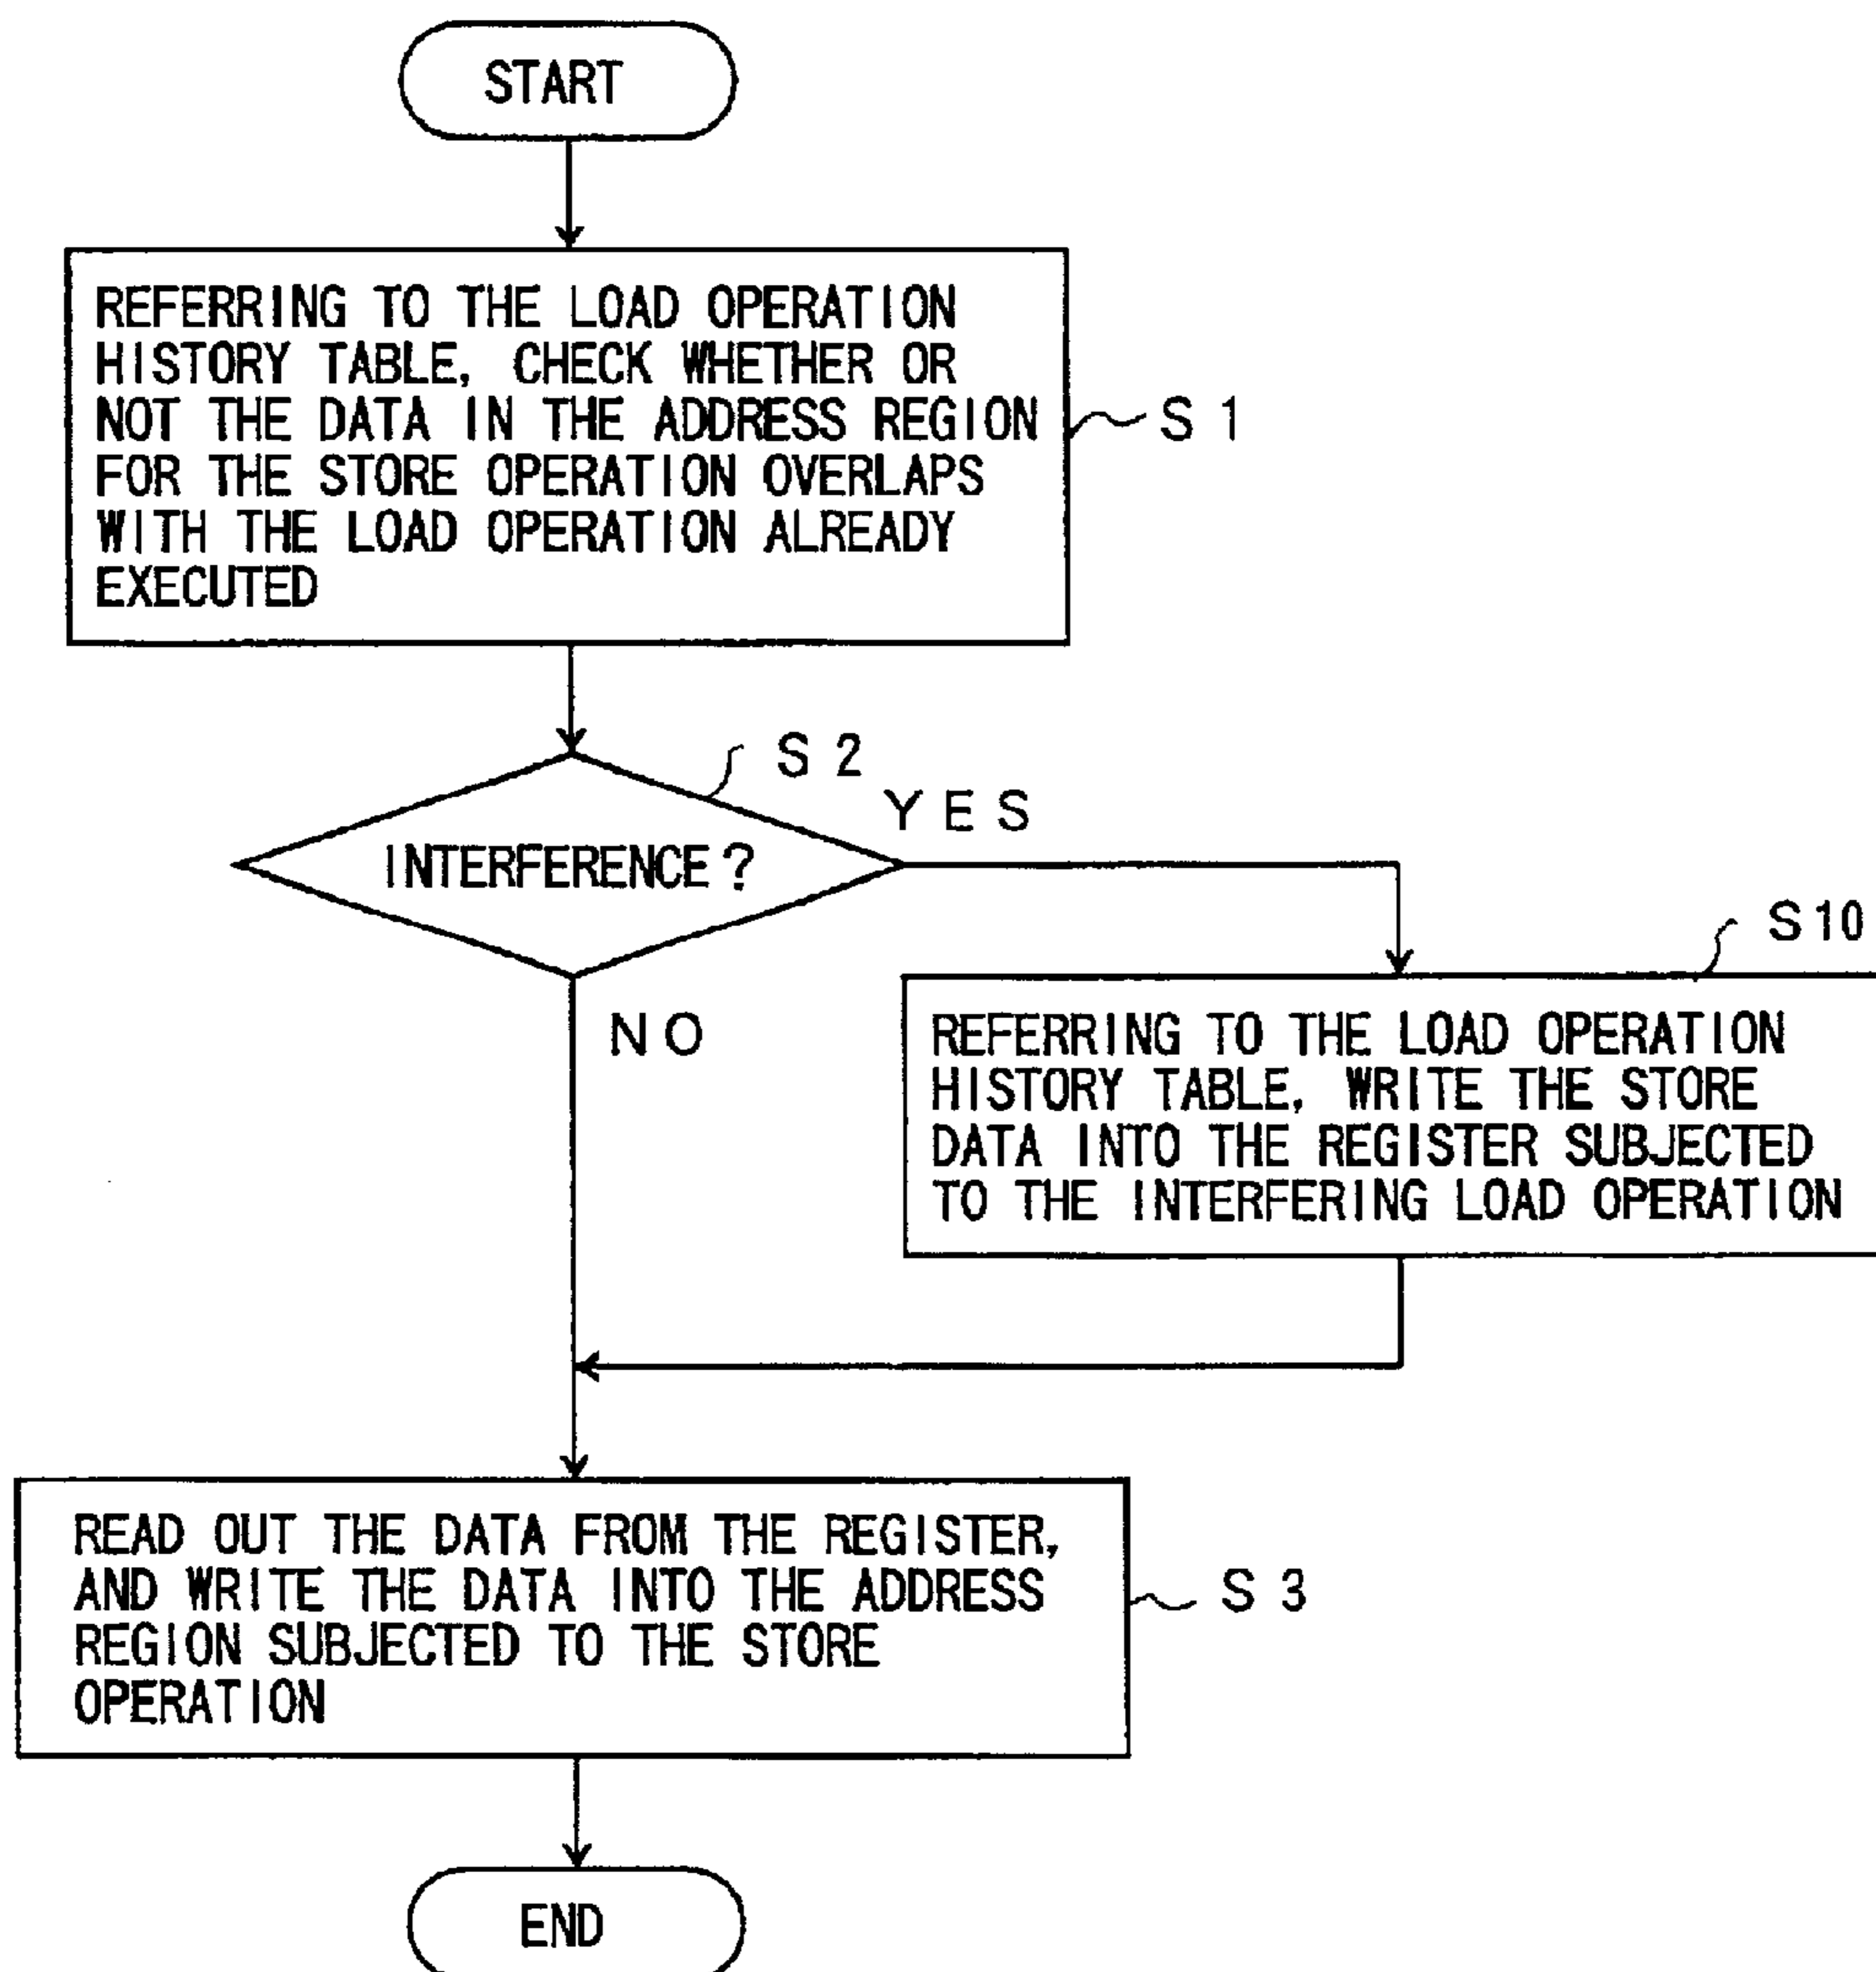 START
REFERRING TO THE LOAD OPERATION
HISTORY TABLE, CHECK WHETHER OR
NOT THE DATA IN THE ADDRESS REGION
FOR THE STORE OPERATION OVERLAPS
WITH THE LOAD OPERATION ALREADY
EXECUTED
S 1
S 2
YES
INTERFERENCE?
S10
NO
REFERRING TO THE LOAD OPERATION
HISTORY TABLE, WRITE THE STORE
DATA INTO THE REGISTER SUBJECTED
TO THE INTERFERING LOAD OPERATION
READ OUT THE DATA FROM THE REGISTER,
AND WRITE THE DATA INTO THE ADDRESS
REGION SUBJECTED TO THE STORE
OPERATION
S 3
END